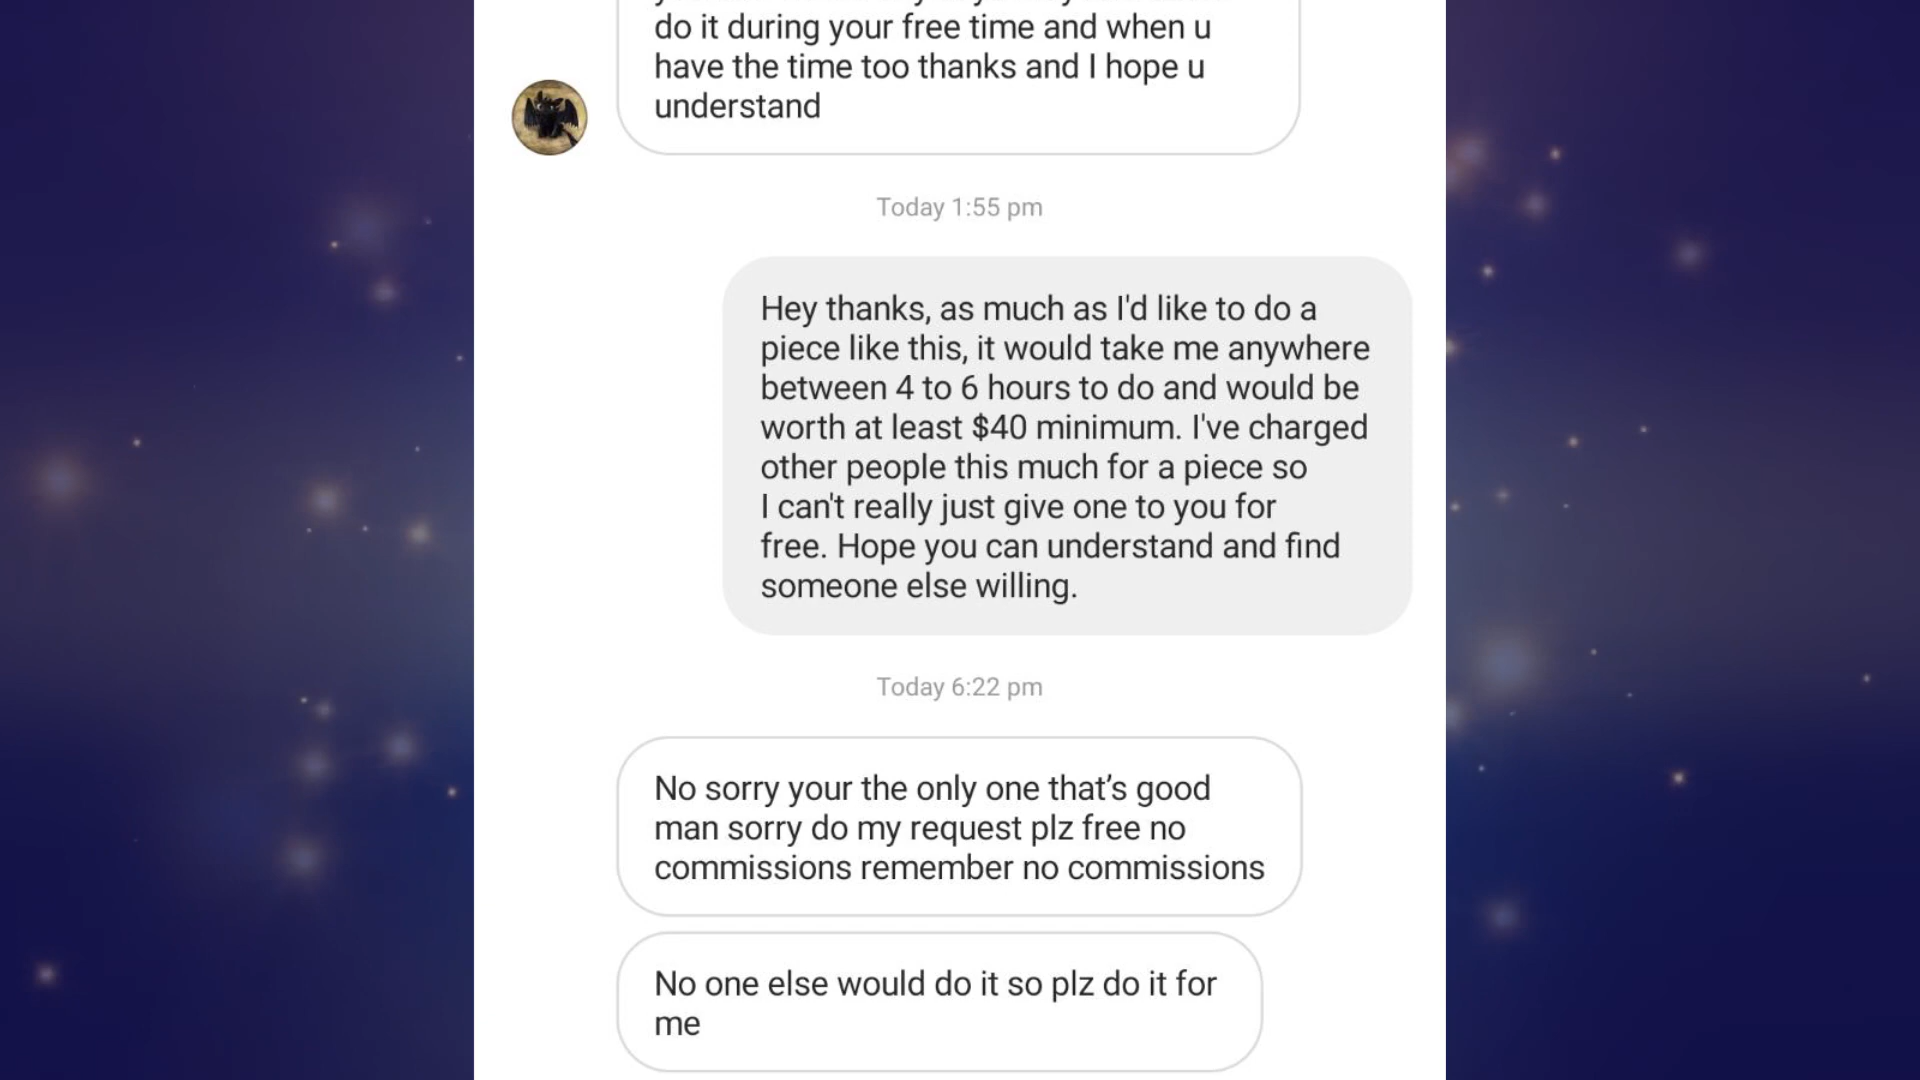 do it during your free time and when u
have the time too thanks and I hope u
understand
Today 1:55 pm
Hey thanks, as much as I'd like to do a
piece like this, it would take me anywhere
between 4 to 6 hours to do and would be
worth at least $40 minimum. I've charged
other people this much for a piece so
I can't really just give one to you for
free. Hope you can understand and find
someone else willing.
Today 6:22 pm
No sorry your the only one that’s good
man sorry do my request plz free no
commissions remember no commissions
No one else would do it so plz do it for
me